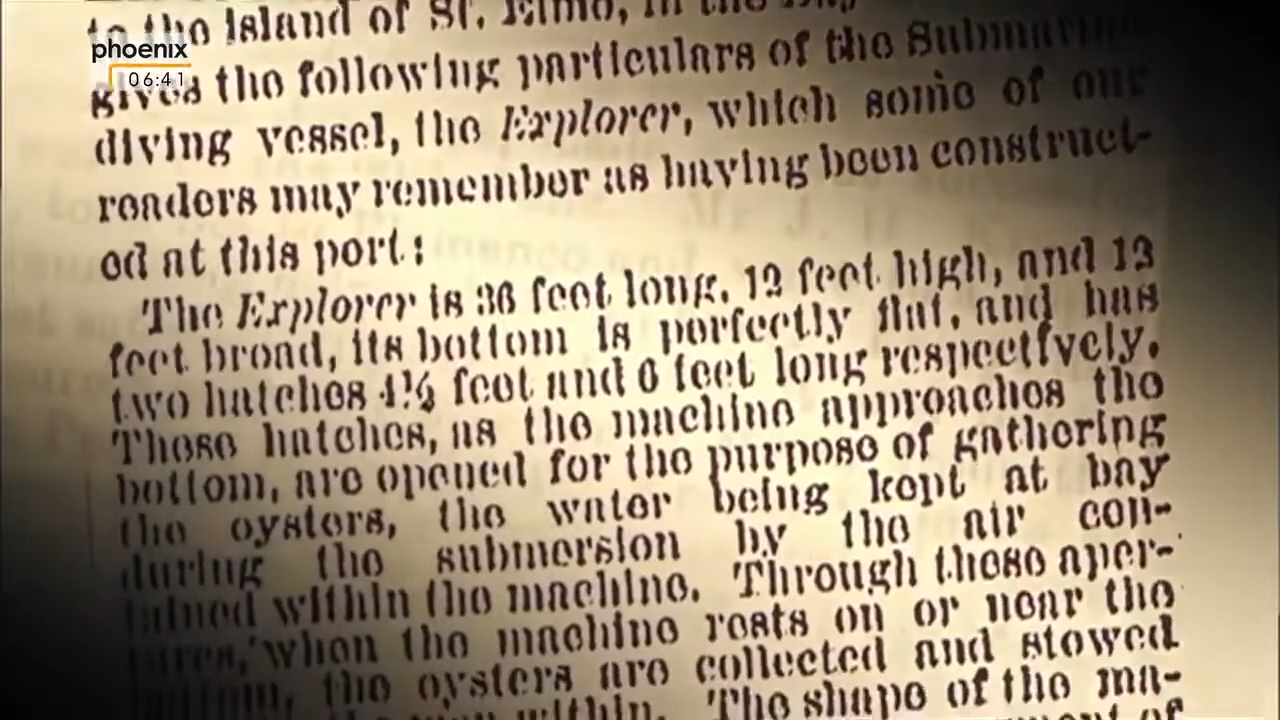 phoenix
06:41
to the Island of St. Elmo, in the
gives the following particulars of the Submarine
diving vessel, the Explorer, which some of our
readers may remember as having been construct-
ed at this port:
The Explorer is 36 feet long, 12 feet high, and 13
feet broad, its bottom is perfectly flat, and has
two hatches 4½ feet and 6 feet long respectively.
These hatches, as the machine approaches the
bottom, are opened for the purpose of gathering
the oysters, the water being kept at bay
during the submersion by the air con-
tained within the machine. Through these aper-
tures, when the machine rests on or near the
bottom, the oysters are collected and stowed
within. The shape of the ma-